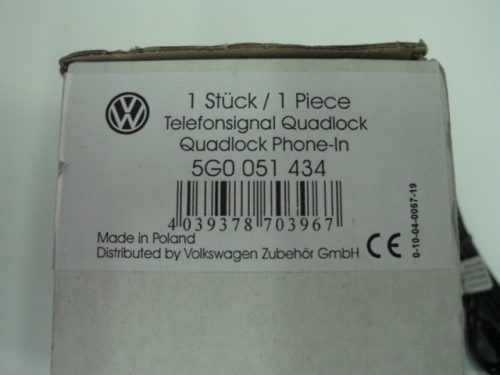 VW
1 Stück / 1 Piece
Telefonsignal Quadlock
Quadlock Phone-In
5G0 051 434
4 039378 703967
Made in Poland
Distributed by Volkswagen Zubehör GmbH
CE
0-10-04-0067-19